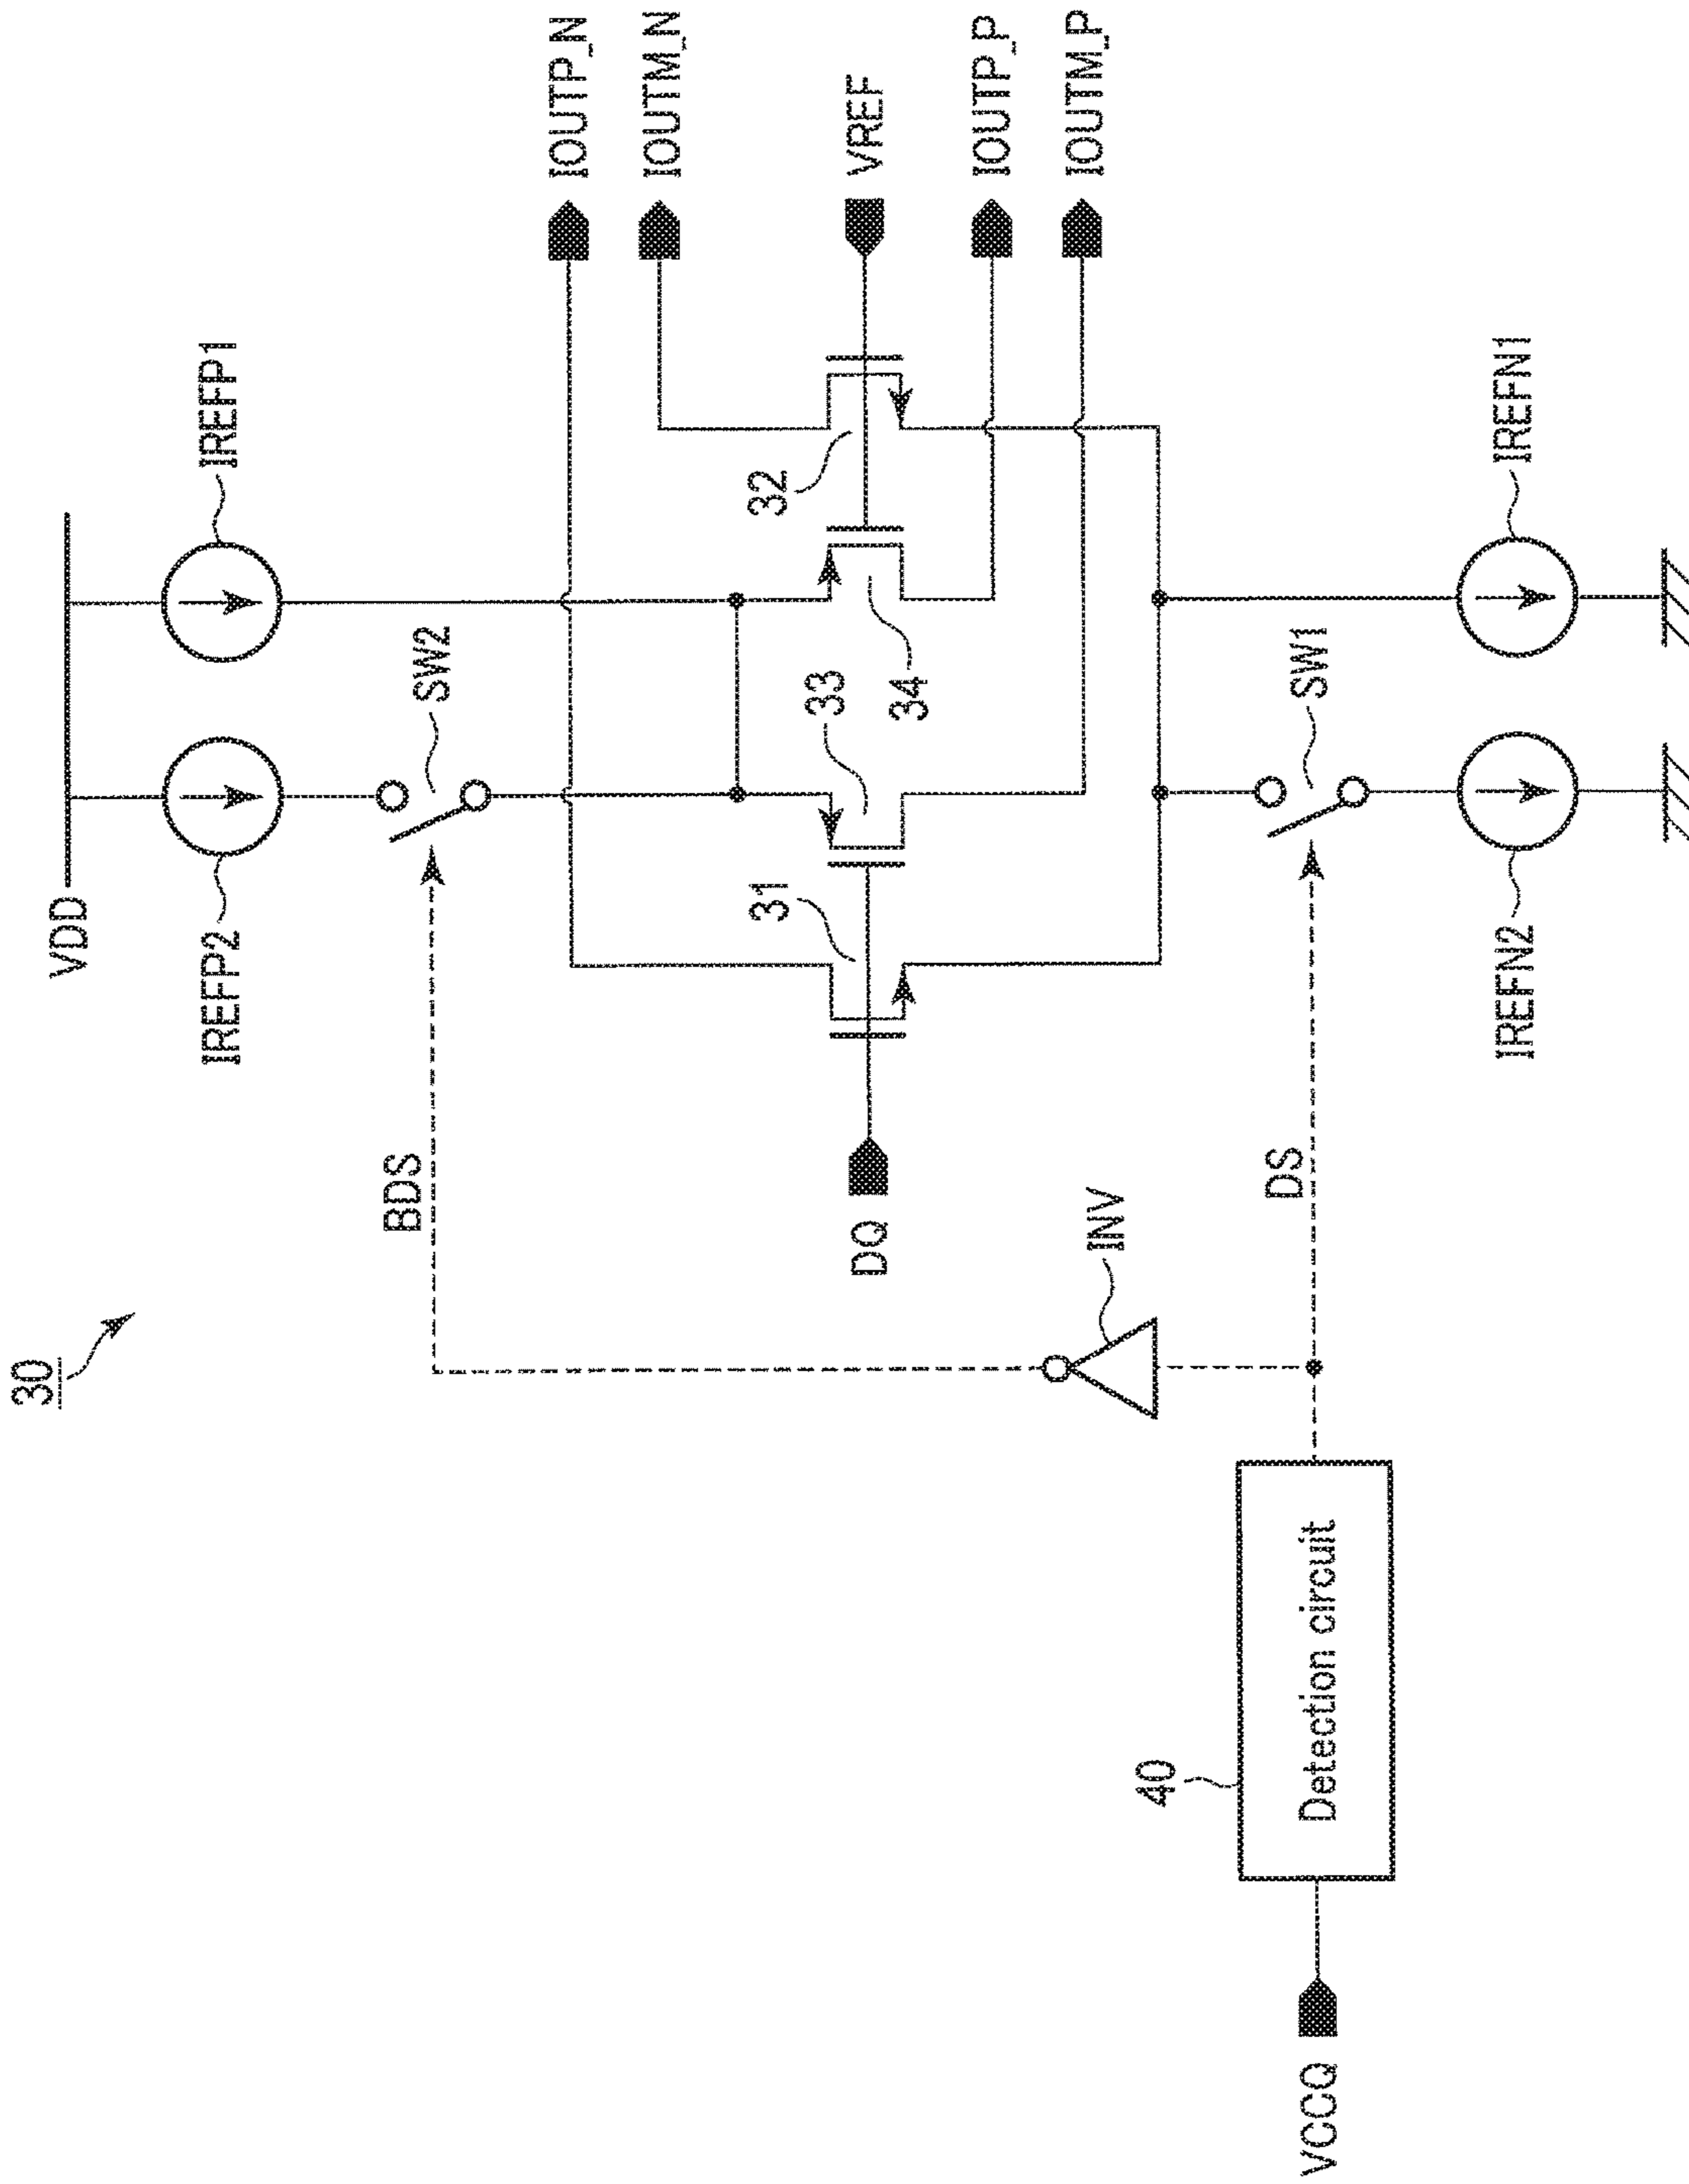 30
VDD
IREFP2
IREFP1
SW2
BDS
IOUTP_N
IOUTM_N
31
33
32
34
DQ
VREF
IOUTP_P
IOUTM_P
INV
40
Detection circuit
VCCQ
DS
SW1
IREFN2
IREFN1